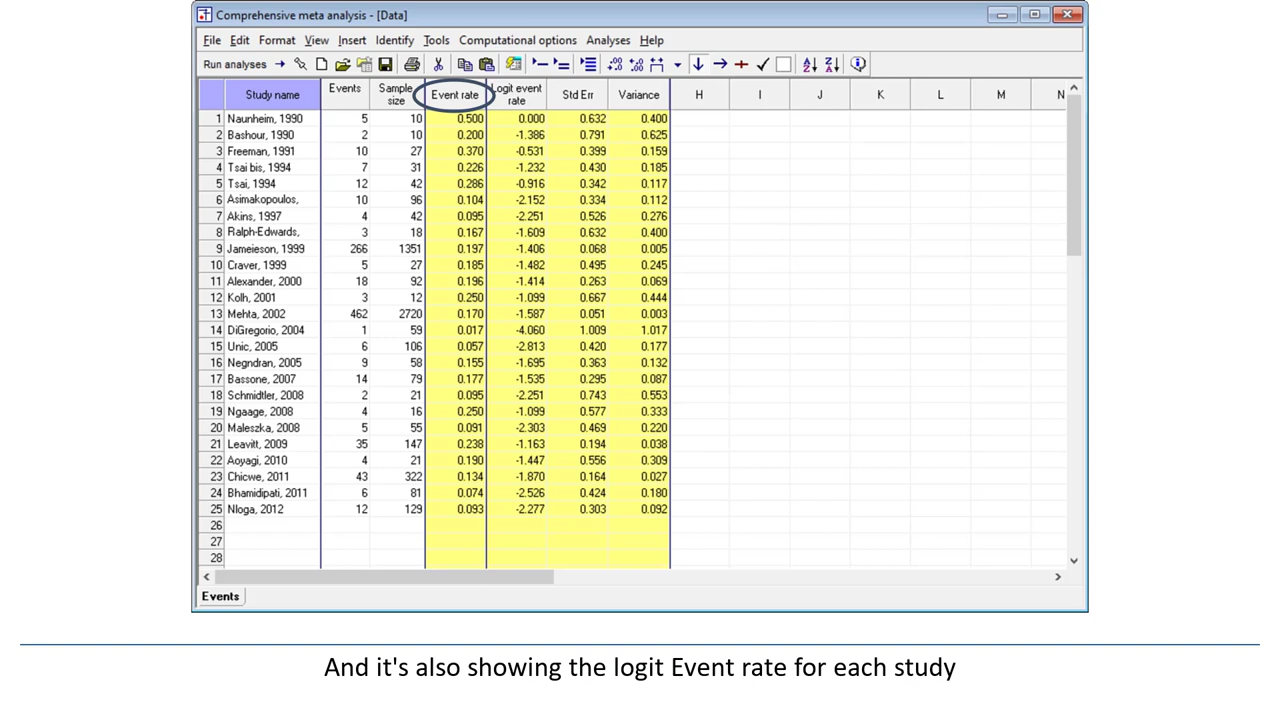 Comprehensive meta analysis - [Data]
File Edit Format View Insert Identify Tools Computational options Analyses Help
Run analyses
Study name Events Sample size Event rate Logit event rate Std Err Variance H I J K L M N
1 Naunheim, 1990 5 10 0.500 0.000 0.632 0.400
2 Bashour, 1990 2 10 0.200 -1.386 0.791 0.625
3 Freeman, 1991 10 27 0.370 -0.531 0.399 0.159
4 Tsai bis, 1994 7 31 0.226 -1.232 0.430 0.185
5 Tsai, 1994 12 42 0.286 -0.916 0.342 0.117
6 Asimakopoulos, 10 96 0.104 -2.152 0.334 0.112
7 Akins, 1997 4 42 0.095 -2.251 0.526 0.276
8 Ralph-Edwards, 3 18 0.167 -1.609 0.632 0.400
9 Jameieson, 1999 266 1351 0.197 -1.406 0.068 0.005
10 Craver, 1999 5 27 0.185 -1.482 0.495 0.245
11 Alexander, 2000 18 92 0.196 -1.414 0.263 0.069
12 Kolh, 2001 3 12 0.250 -1.099 0.667 0.444
13 Mehta, 2002 462 2720 0.170 -1.587 0.051 0.003
14 DiGregorio, 2004 1 59 0.017 -4.060 1.009 1.017
15 Unic, 2005 6 106 0.057 -2.813 0.420 0.177
16 Negndran, 2005 9 58 0.155 -1.695 0.363 0.132
17 Bassone, 2007 14 79 0.177 -1.535 0.295 0.087
18 Schmidtler, 2008 2 21 0.095 -2.251 0.743 0.553
19 Ngaage, 2008 4 16 0.250 -1.099 0.577 0.333
20 Maleszka, 2008 5 55 0.091 -2.303 0.469 0.220
21 Leavitt, 2009 35 147 0.238 -1.163 0.194 0.038
22 Aoyagi, 2010 4 21 0.190 -1.447 0.556 0.309
23 Chicwe, 2011 43 322 0.134 -1.870 0.164 0.027
24 Bhamidipati, 2011 6 81 0.074 -2.526 0.424 0.180
25 Nloga, 2012 12 129 0.093 -2.277 0.303 0.092
26
27
28
Events
And it's also showing the logit Event rate for each study